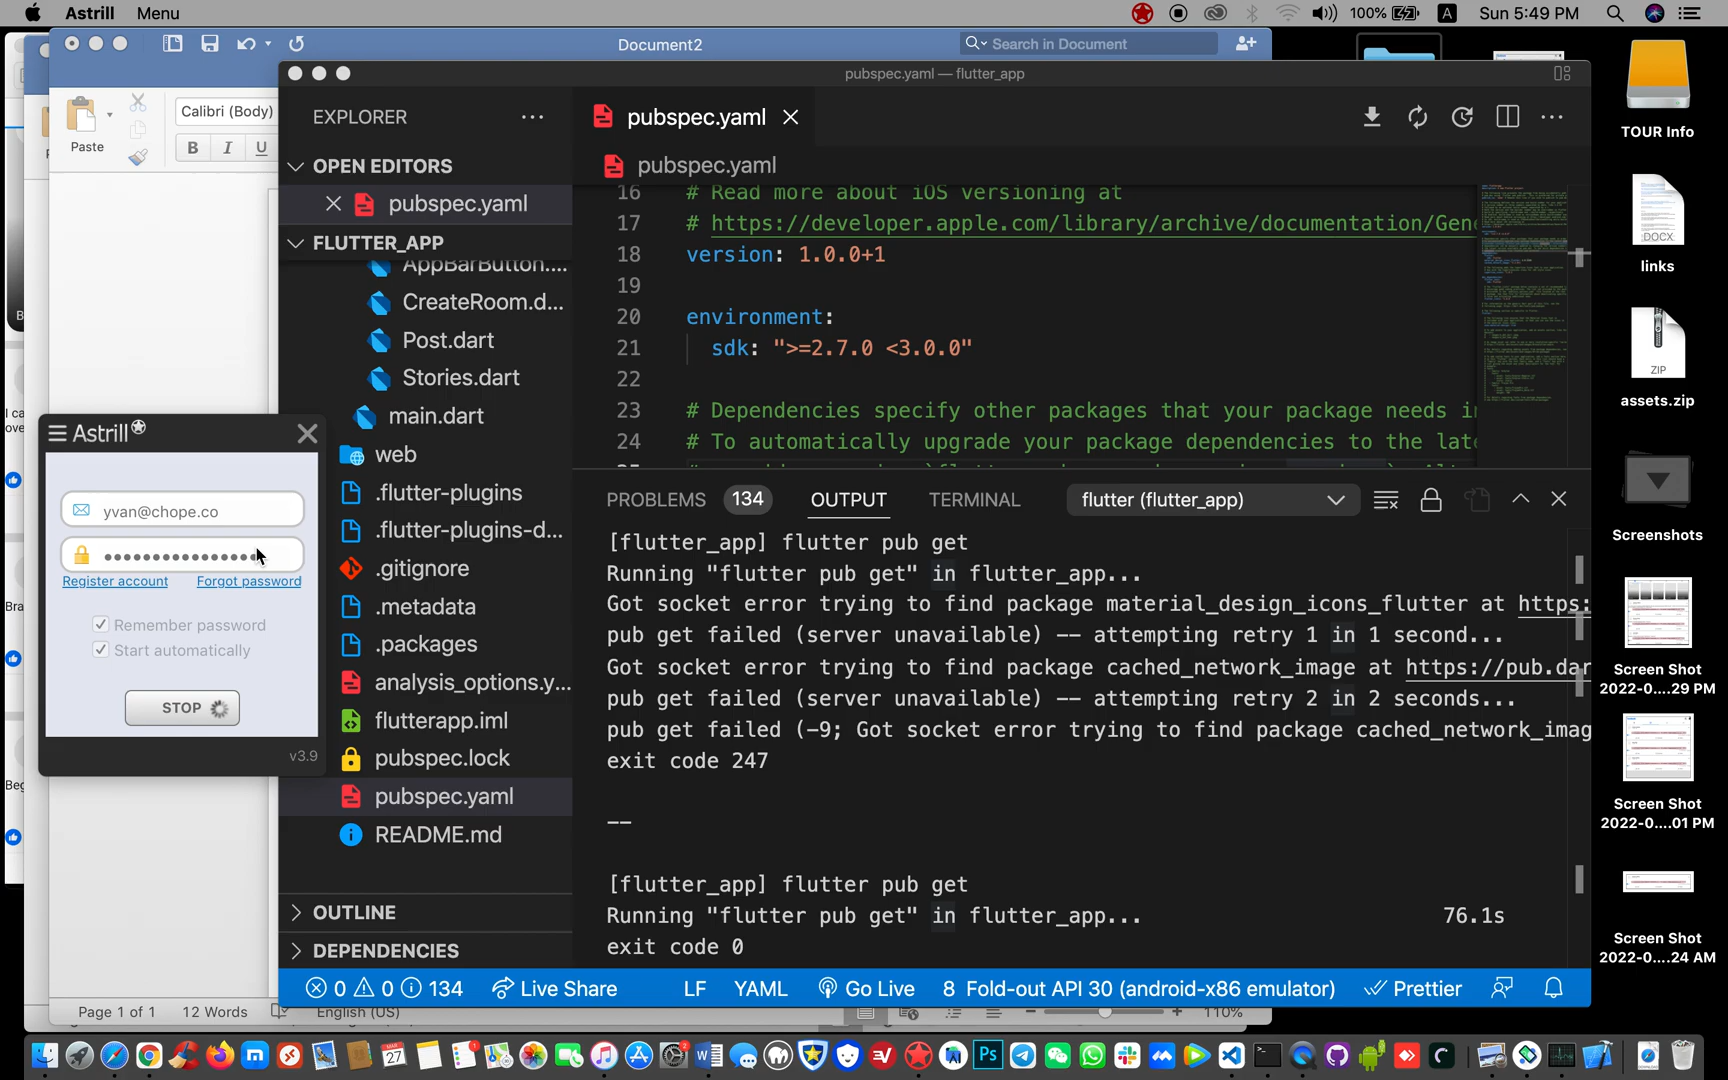 Astrill Menu 100% A Sun 5:49 PM
Document2
Search in Document
Calibri (Body)
Paste
B I U
pubspec.yaml — flutter_app
EXPLORER
OPEN EDITORS
pubspec.yaml
FLUTTER_APP
AppBarButton....
CreateRoom.d...
Post.dart
Stories.dart
main.dart
web
.flutter-plugins
.flutter-plugins-d...
.gitignore
.metadata
.packages
analysis_options.y...
flutterapp.iml
pubspec.lock
pubspec.yaml
README.md
OUTLINE
DEPENDENCIES
pubspec.yaml
pubspec.yaml
16 # Read more about iOS versioning at
17 # https://developer.apple.com/library/archive/documentation/Gene
18 version: 1.0.0+1
19
20 environment:
21 sdk: ">=2.7.0 <3.0.0"
22
23 # Dependencies specify other packages that your package needs in
24 # To automatically upgrade your package dependencies to the late
PROBLEMS 134 OUTPUT TERMINAL flutter (flutter_app)
[flutter_app] flutter pub get
Running "flutter pub get" in flutter_app...
Got socket error trying to find package material_design_icons_flutter at https:
pub get failed (server unavailable) -- attempting retry 1 in 1 second...
Got socket error trying to find package cached_network_image at https://pub.dar
pub get failed (server unavailable) -- attempting retry 2 in 2 seconds...
pub get failed (-9; Got socket error trying to find package cached_network_imag
exit code 247
--
[flutter_app] flutter pub get
Running "flutter pub get" in flutter_app... 76.1s
exit code 0
0 0 134 Live Share LF YAML Go Live 8 Fold-out API 30 (android-x86 emulator) Prettier
Astrill
yvan@chope.co
Register account Forgot password
Remember password
Start automatically
STOP
v3.9
Page 1 of 1 12 Words English (US) 110%
TOUR Info
DOCX
links
ZIP
assets.zip
Screenshots
Screen Shot
2022-0....29 PM
Screen Shot
2022-0....01 PM
Screen Shot
2022-0....24 AM